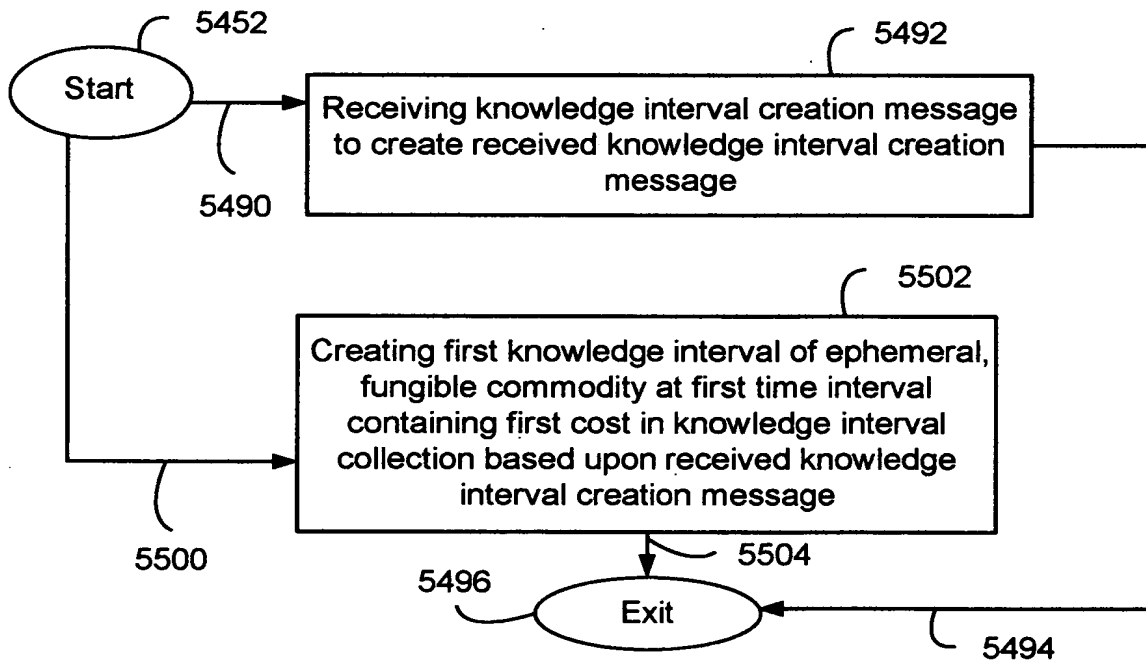 5452
Start
5492
Receiving knowledge interval creation message
to create received knowledge interval creation
message
5490
5502
Creating first knowledge interval of ephemeral,
fungible commodity at first time interval
containing first cost in knowledge interval
collection based upon received knowledge
interval creation message
5500
5504
5496
Exit
5494